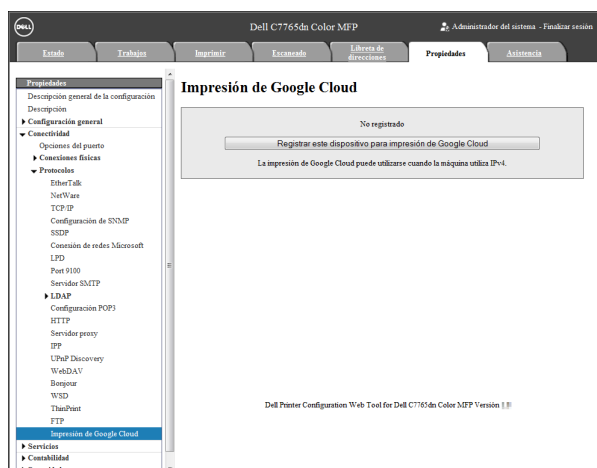 DELL
Dell C7765dn Color MFP
Administrador del sistema - Finalizar sesión
Estado
Trabajos
Imprimir
Escaneado
Libreta de
direcciones
Propiedades
Asistencia
Propiedades
Descripción general de la configuración
Descripción
Configuración general
Conectividad
Opciones del puerto
Conexiones físicas
Protocolos
EtherTalk
NetWare
TCP/IP
Configuración de SNMP
SSDP
Conexión de redes Microsoft
LPD
Port 9100
Servidor SMTP
LDAP
Configuración POP3
HTTP
Servidor proxy
IPP
UPnP Discovery
WebDAV
Bonjour
WSD
ThinPrint
FTP
Impresión de Google Cloud
Servicios
Contabilidad
Impresión de Google Cloud
No registrado
Registrar este dispositivo para impresión de Google Cloud
La impresión de Google Cloud puede utilizarse cuando la máquina utiliza IPv4.
Dell Printer Configuration Web Tool for Dell C7765dn Color MFP Versión